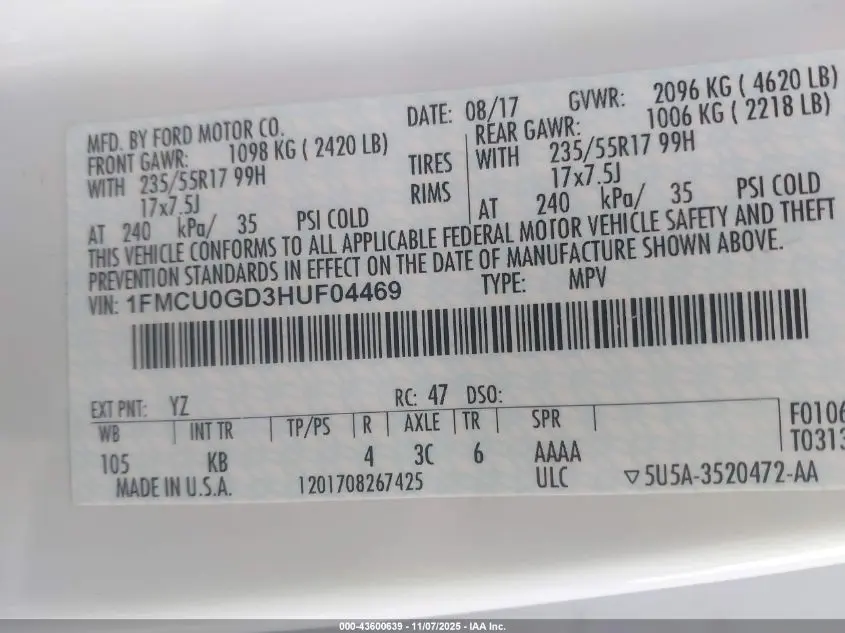 MFD. BY FORD MOTOR CO.
DATE: 08/17
GVWR: 2096 KG ( 4620 LB)
FRONT GAWR: 1098 KG ( 2420 LB)
REAR GAWR: 1006 KG ( 2218 LB)
WITH 235/55R17 99H
TIRES
WITH 235/55R17 99H
17x7.5J
RIMS
17x7.5J
AT 240 kPa/ 35 PSI COLD
AT 240 kPa/ 35 PSI COLD
THIS VEHICLE CONFORMS TO ALL APPLICABLE FEDERAL MOTOR VEHICLE SAFETY AND THEFT
PREVENTION STANDARDS IN EFFECT ON THE DATE OF MANUFACTURE SHOWN ABOVE.
VIN: 1FMCU0GD3HUF04469
TYPE: MPV
EXT PNT: YZ
RC: 47 DSO:
WB | INT TR | TP/PS | R | AXLE | TR | SPR |
F0106
T0313
105 KB 4 3C 6 AAAA
MADE IN U.S.A.
1201708267425
ULC
▽5U5A-3520472-AA
000-43600639 - 11/07/2025 - IAA Inc.